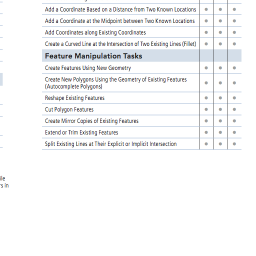 Add a Coordinate Based on a Distance from Two Known Locations
Add a Coordinate at the Midpoint between Two Known Locations
Add Coordinates along Existing Coordinates
Create a Curved Line at the Intersection of Two Existing Lines (Fillet)
Feature Manipulation Tasks
Create Features Using New Geometry
Create New Polygons Using the Geometry of Existing Features
(Autocomplete Polygons)
Reshape Existing Features
Cut Polygon Features
Create Mirror Copies of Existing Features
Extend or Trim Existing Features
Split Existing Lines at Their Explicit or Implicit Intersection
s in